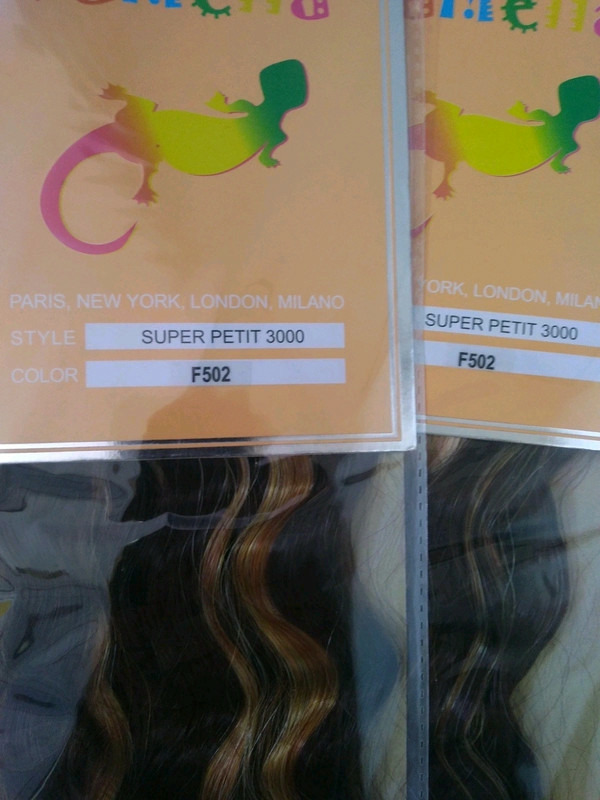 PARIS, NEW YORK, LONDON, MILANO
STYLE SUPER PETIT 3000
COLOR F502
YORK, LONDON, MILAN
SUPER PETIT 3000
F502